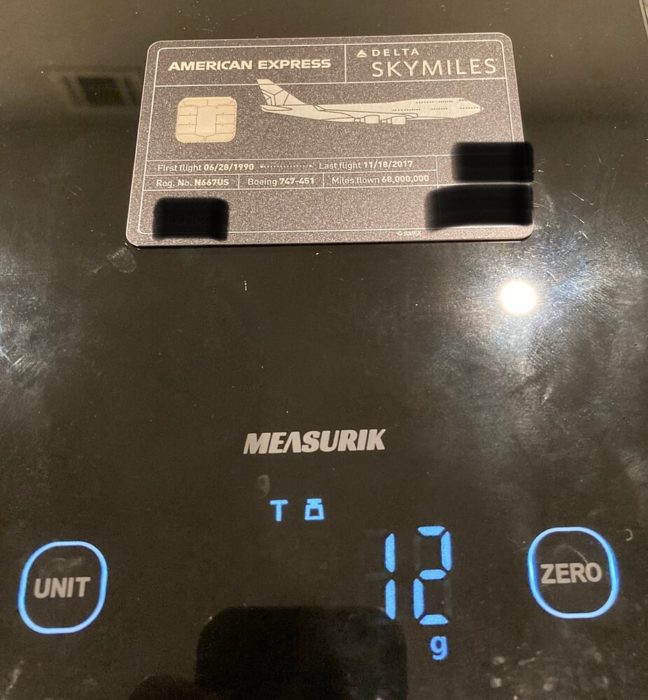 AMERICAN EXPRESS
DELTA
SKYMILES
First flight 06/28/1990
Last flight 11/18/2017
Reg. No. N667US
Boeing 747-451
Miles flown 68,000,000
MEASURIK
T
12
g
UNIT
ZERO